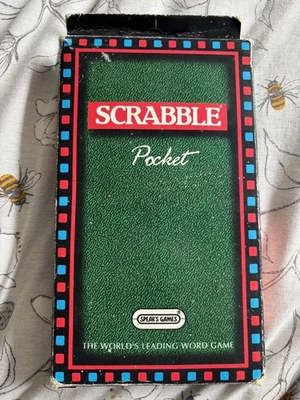 SCRABBLE
Pocket
SPEAR'S GAMES
THE WORLD'S LEADING WORD GAME